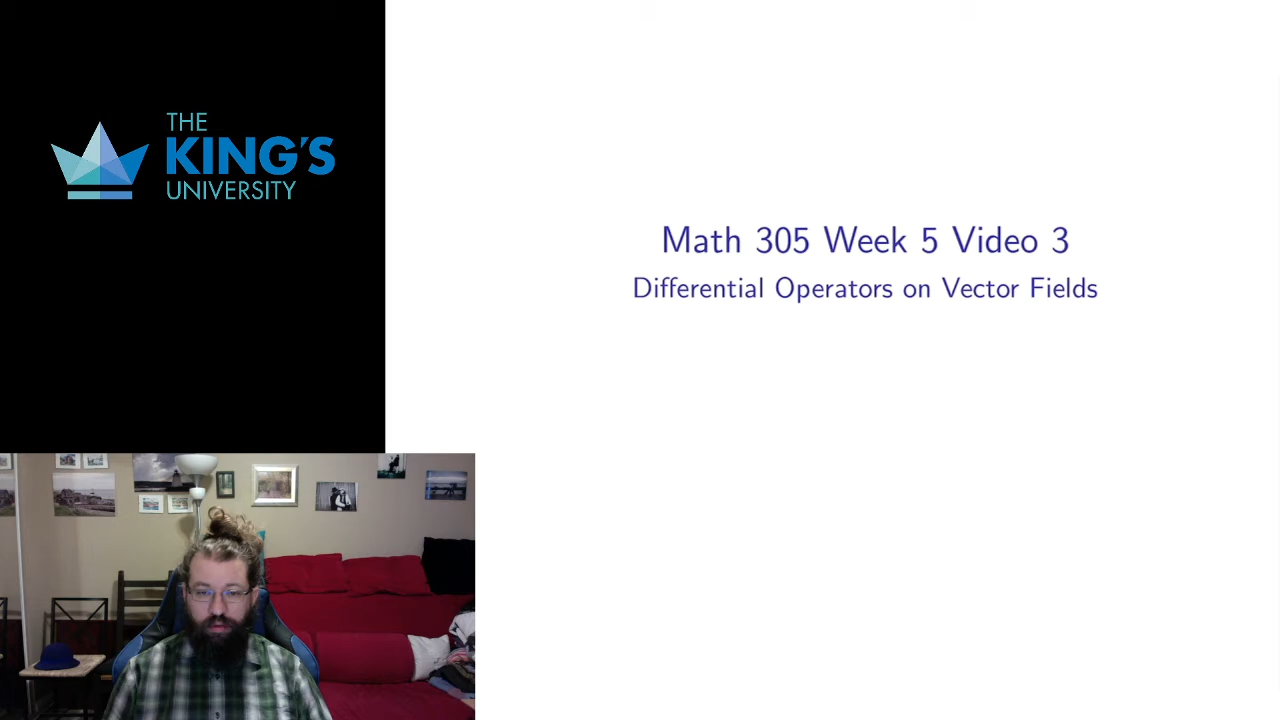 THE
KING'S
UNIVERSITY
Math 305 Week 5 Video 3
Differential Operators on Vector Fields